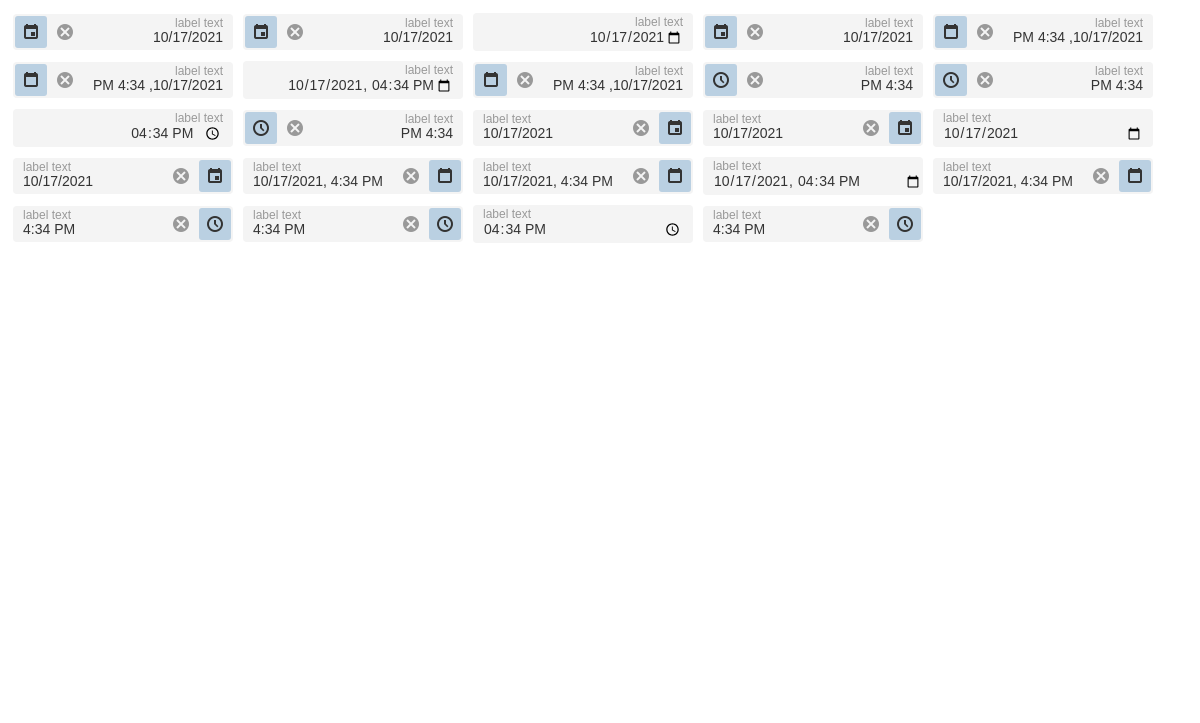 label text
10/17/2021
label text
10/17/2021
label text
10/17/2021
label text
10/17/2021
label text
PM 4:34 ,10/17/2021
label text
PM 4:34 ,10/17/2021
label text
10/17/2021, 04:34 PM
label text
PM 4:34 ,10/17/2021
label text
PM 4:34
label text
PM 4:34
label text
04:34 PM
label text
PM 4:34
label text
10/17/2021
label text
10/17/2021
label text
10/17/2021
label text
10/17/2021
label text
10/17/2021, 4:34 PM
label text
10/17/2021, 4:34 PM
label text
10/17/2021, 04:34 PM
label text
10/17/2021, 4:34 PM
label text
4:34 PM
label text
4:34 PM
label text
04:34 PM
label text
4:34 PM